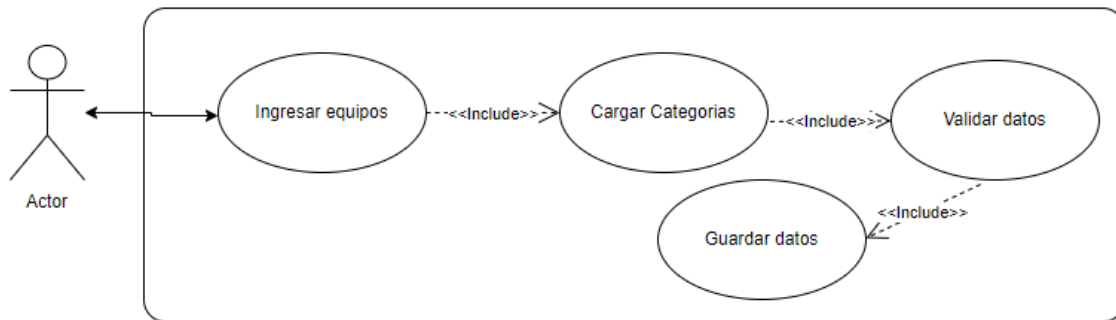 Ingresar equipos
<<Include>>
Cargar Categorias
<<Include>>
Validar datos
Actor
<<Include>>
Guardar datos